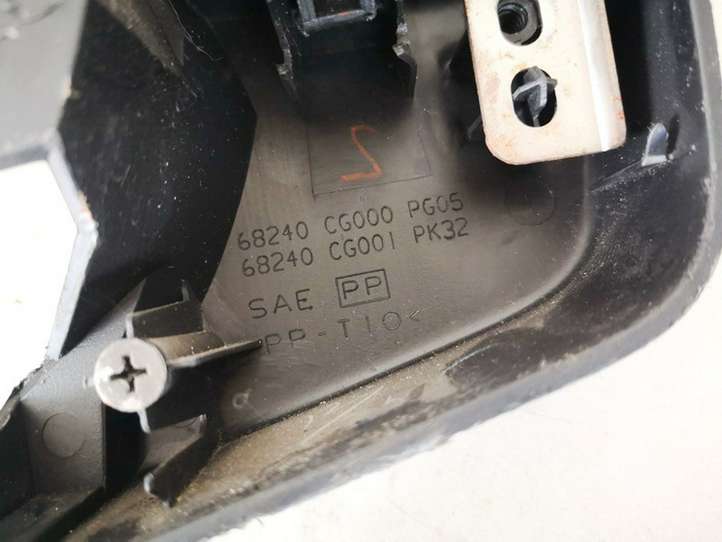 68240 CG000 PG05
68240 CG001 PK32
SAE PP
PP-T10<